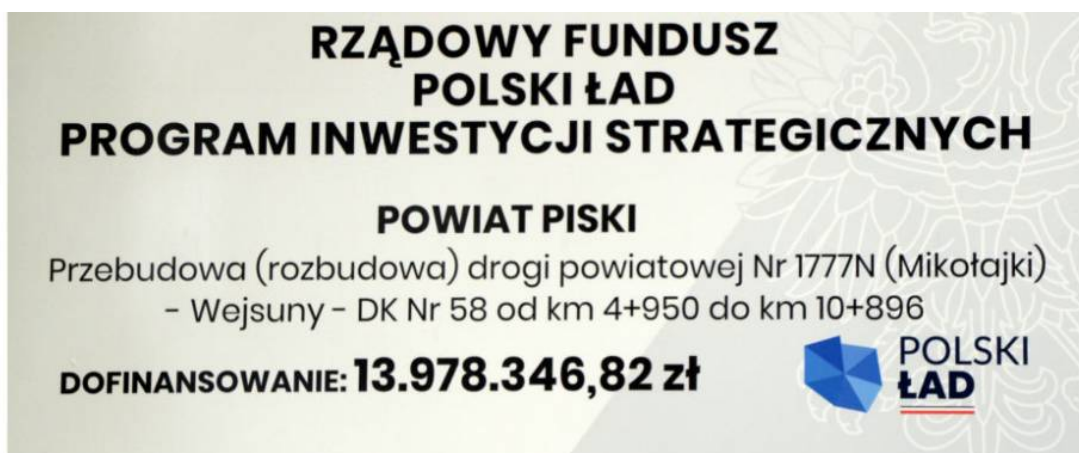 RZĄDOWY FUNDUSZ
POLSKI ŁAD
PROGRAM INWESTYCJI STRATEGICZNYCH
POWIAT PISKI
Przebudowa (rozbudowa) drogi powiatowej Nr 1777N (Mikołajki)
- Wejsuny - DK Nr 58 od km 4+950 do km 10+896
DOFINANSOWANIE: 13.978.346,82 zł
POLSKI
ŁAD